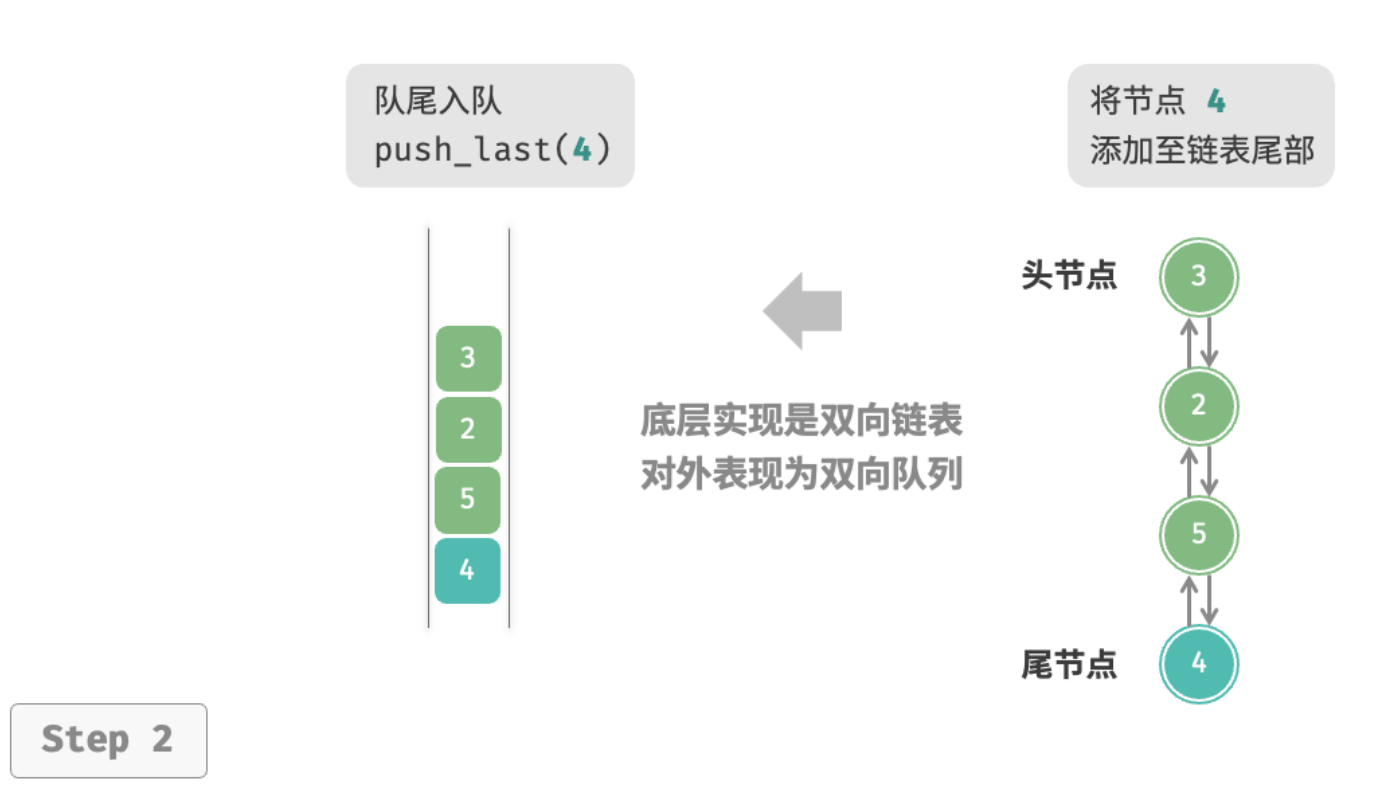 队尾入队
push_last(4)
将节点 4
添加至链表尾部
3
2
5
4
底层实现是双向链表
对外表现为双向队列
头节点
3
2
5
尾节点
4
Step 2